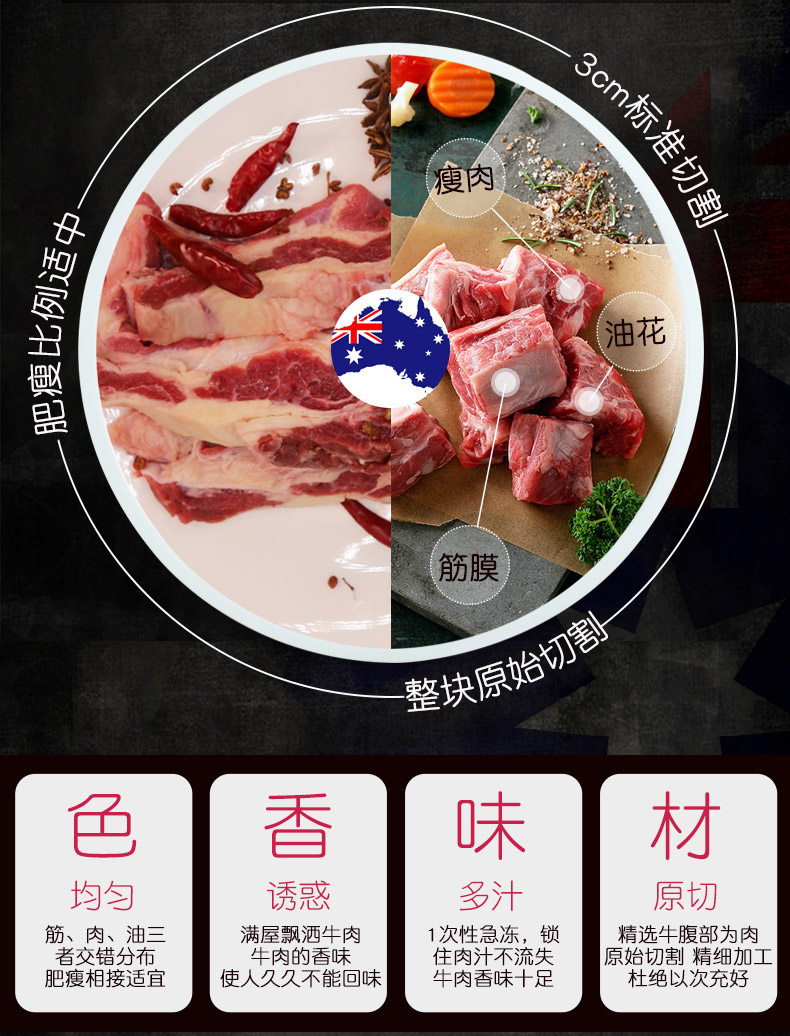 3cm标准切割
肥瘦比例适中
瘦肉
油花
筋膜
整块原始切割
色
均匀
筋、肉、油三
者交错分布
肥瘦相接适宜
香
诱惑
满屋飘洒牛肉
牛肉的香味
使人久久不能回味
味
多汁
1次性急冻，锁
住肉汁不流失
牛肉香味十足
材
原切
精选牛腹部为肉
原始切割 精细加工
杜绝以次充好